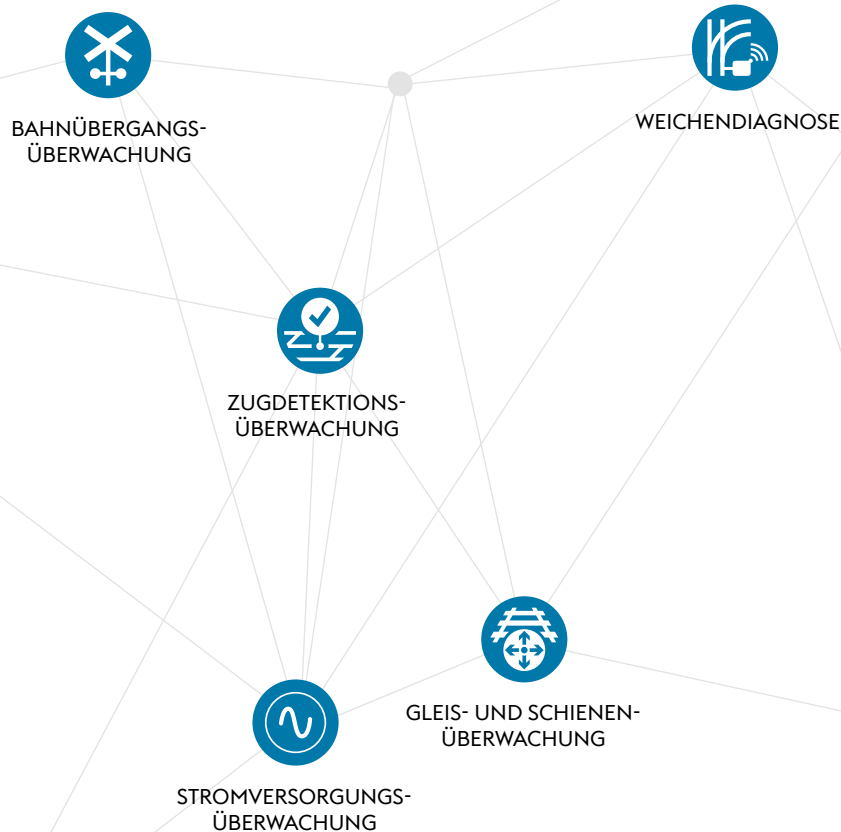 BAHNÜBERGANGS-
ÜBERWACHUNG
WEICHENDIAGNOSE
ZUGDETEKTIONS-
ÜBERWACHUNG
GLEIS- UND SCHIENEN-
ÜBERWACHUNG
STROMVERSORGUNGS-
ÜBERWACHUNG